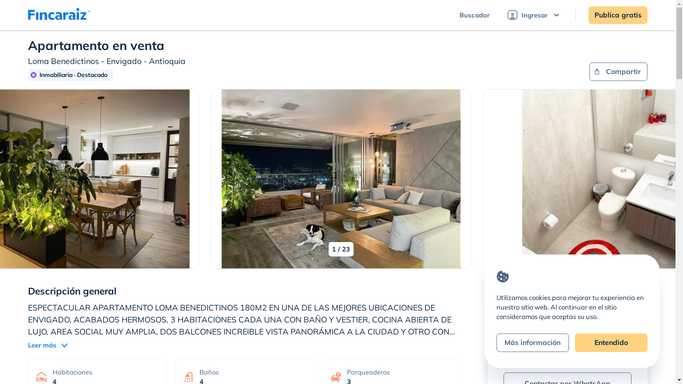 Fincaraiz
Buscador
Ingresar
Publica gratis
Apartamento en venta
Loma Benedictinos - Envigado - Antioquia
Inmobiliaria · Destacado
Compartir
1 / 23
Descripción general
ESPECTACULAR APARTAMENTO LOMA BENEDICTINOS 180M2 EN UNA DE LAS MEJORES UBICACIONES DE
ENVIGADO, ACABADOS HERMOSOS, 3 HABITACIONES CADA UNA CON BAÑO Y VESTIER, COCINA ABIERTA DE
LUJO, AREA SOCIAL MUY AMPLIA, DOS BALCONES INCREIBLE VISTA PANORÁMICA A LA CIUDAD Y OTRO CON...
Leer más
Habitaciones
4
Baños
4
Parqueaderos
3
Utilizamos cookies para mejorar tu experiencia en
nuestro sitio web. Al continuar en el sitio
consideramos que aceptas su uso.
Más información
Entendido
Contactar por WhatsApp